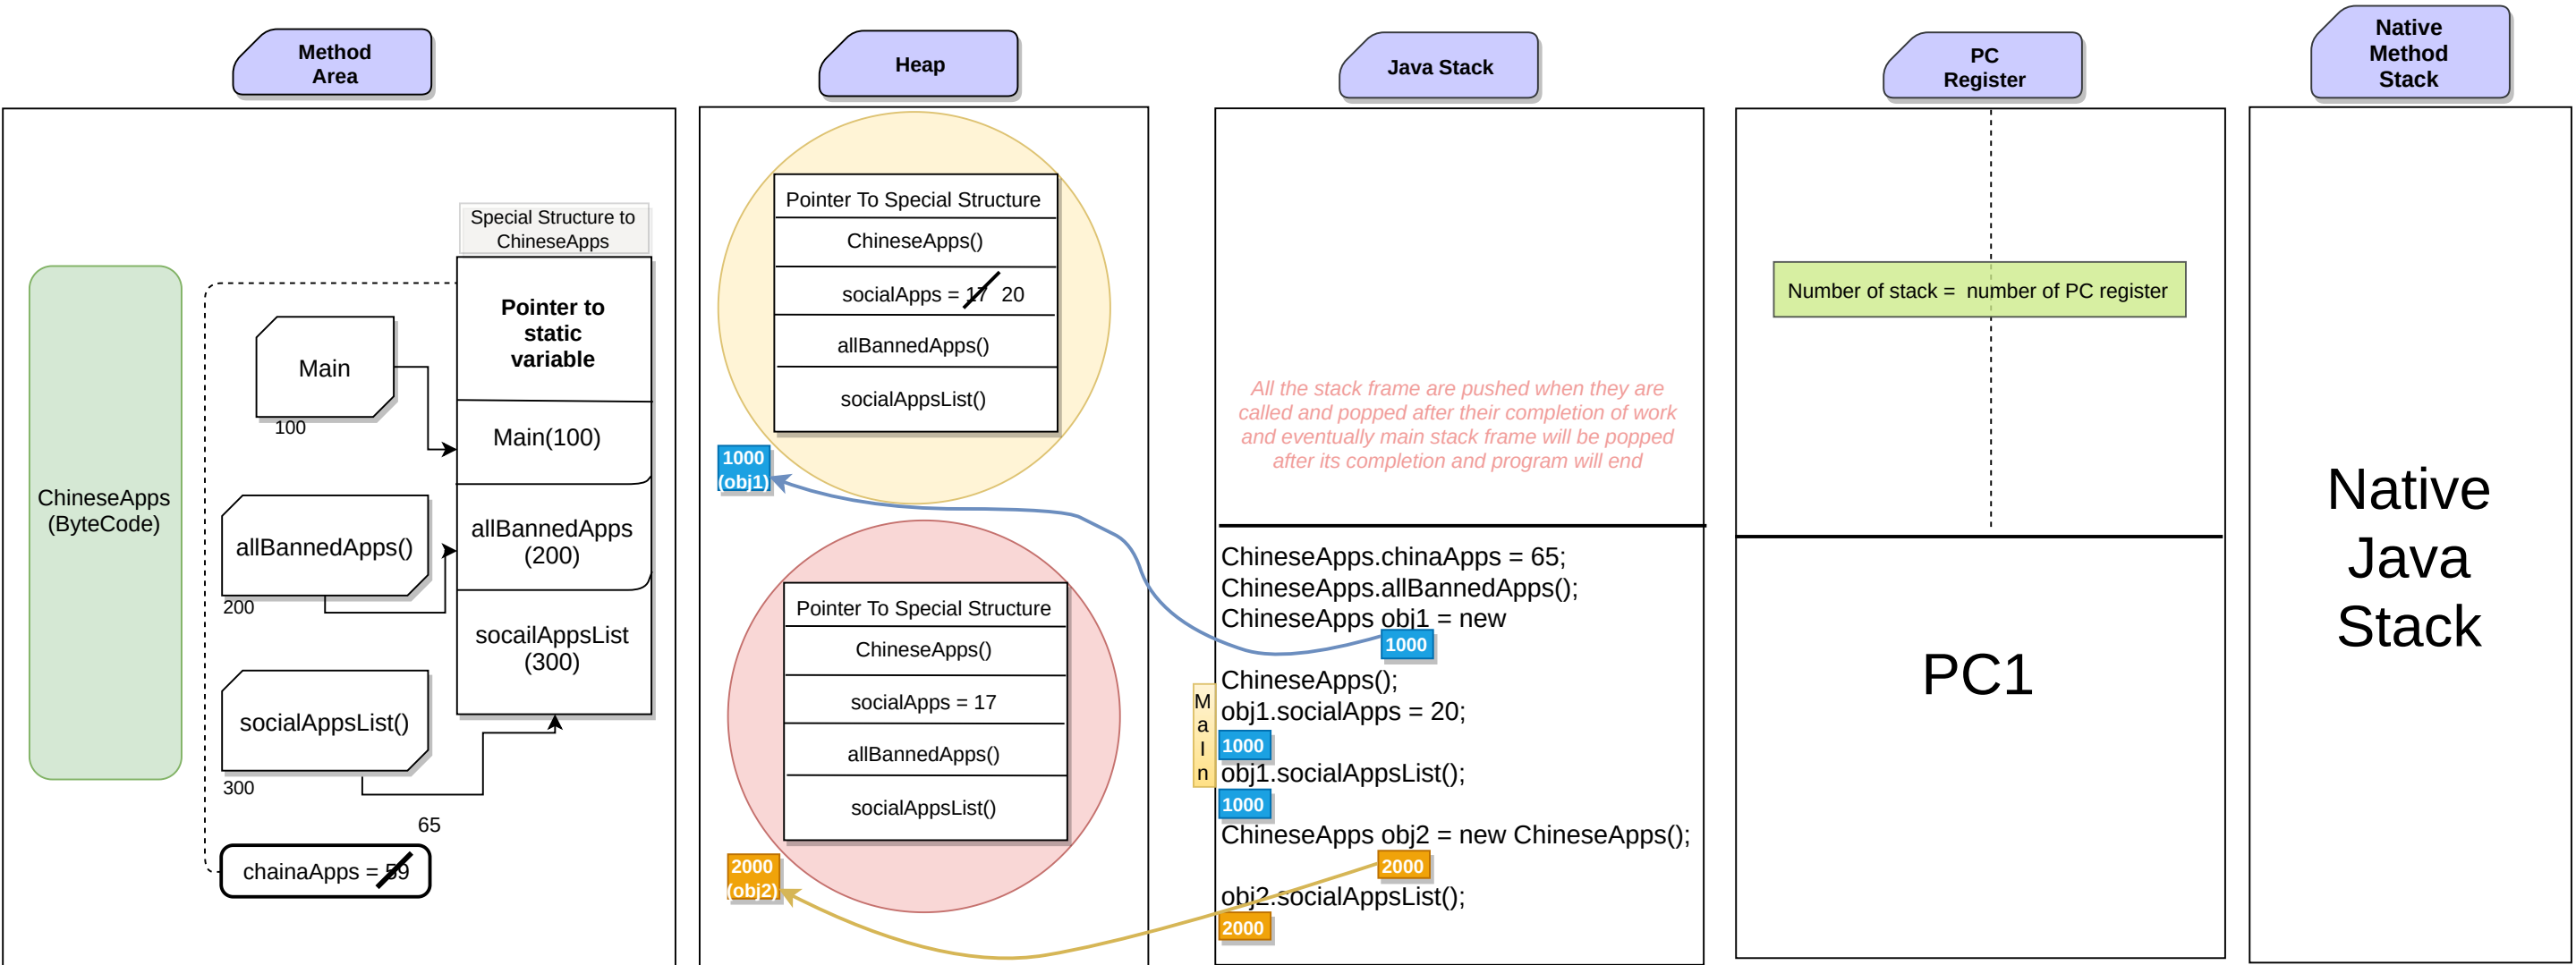 Method
Area
Heap
Java Stack
PC
Register
Native
Method
Stack
Special Structure to
ChineseApps
Pointer to
static
variable
Main
100
Main(100)
ChineseApps
(ByteCode)
allBannedApps()
200
allBannedApps
(200)
socailAppsList
(300)
socialAppsList()
300
65
chainaApps = 59
Pointer To Special Structure
ChineseApps()
socialApps = 17 20
allBannedApps()
socialAppsList()
1000
(obj1)
Pointer To Special Structure
ChineseApps()
socialApps = 17
allBannedApps()
socialAppsList()
2000
(obj2)
All the stack frame are pushed when they are
called and popped after their completion of work
and eventually main stack frame will be popped
after its completion and program will end
M
a
I
n
ChineseApps.chinaApps = 65;
ChineseApps.allBannedApps();
ChineseApps obj1 = new
1000
ChineseApps();
obj1.socialApps = 20;
1000
obj1.socialAppsList();
1000
ChineseApps obj2 = new ChineseApps();
2000
obj2.socialAppsList();
2000
Number of stack = number of PC register
PC1
Native
Java
Stack